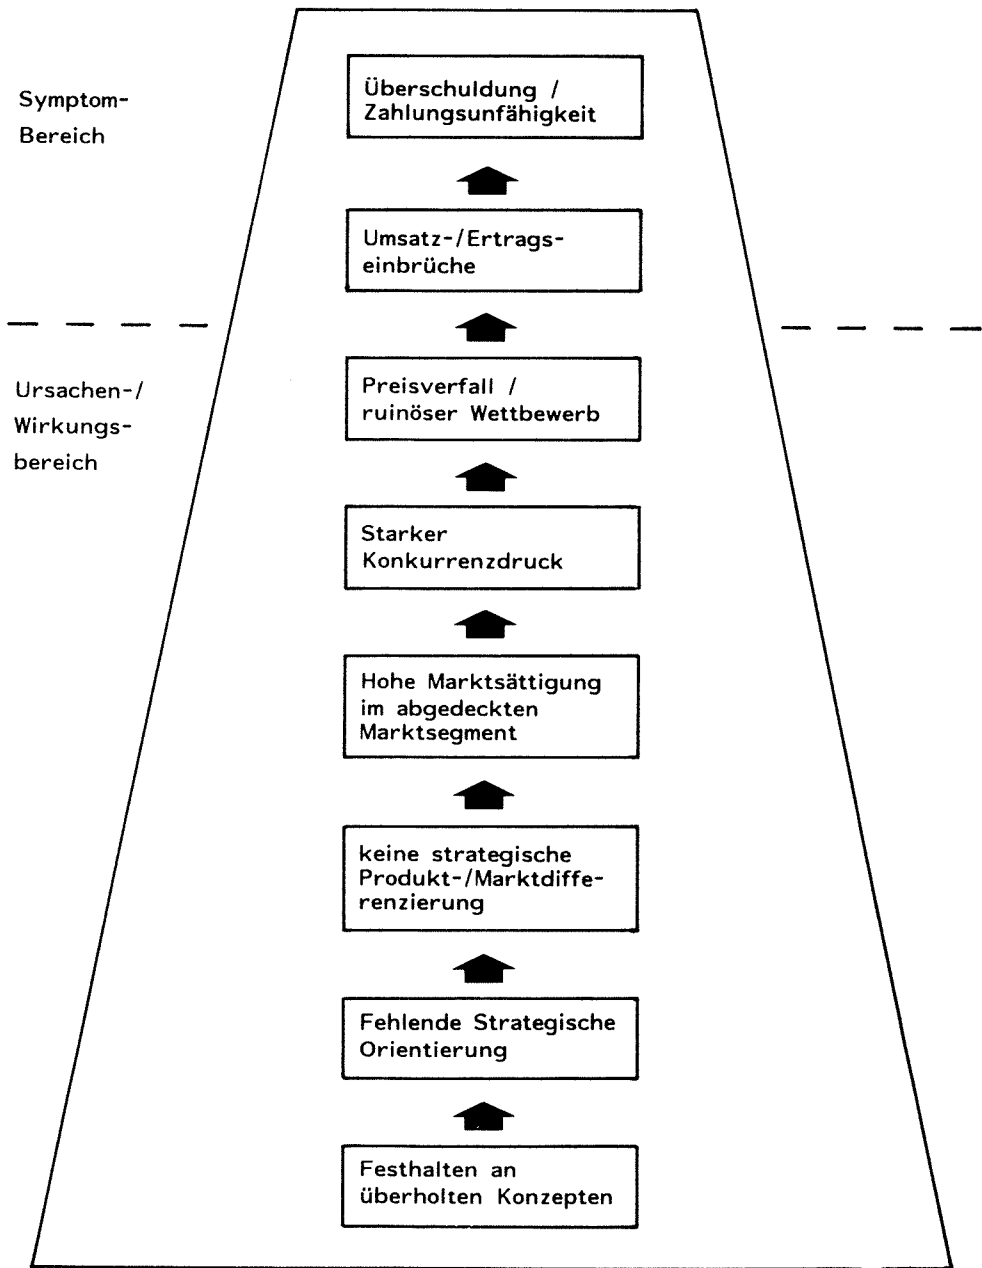 Symptom-
Bereich
Überschuldung /
Zahlungsunfähigkeit
Umsatz-/Ertrags-
einbrüche
Ursachen-/
Wirkungs-
bereich
Preisverfall /
ruinöser Wettbewerb
Starker
Konkurrenzdruck
Hohe Marktsättigung
im abgedeckten
Marktsegment
keine strategische
Produkt-/Marktdiffe-
renzierung
Fehlende Strategische
Orientierung
Festhalten an
überholten Konzepten